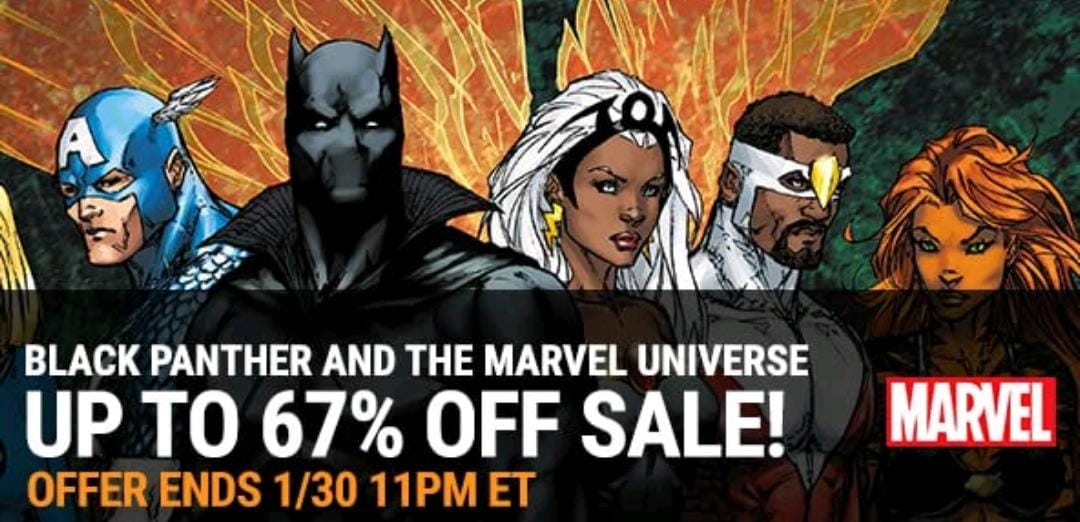 A
BLACK PANTHER AND THE MARVEL UNIVERSE
UP TO 67% OFF SALE!
MARVEL
OFFER ENDS 1/30 11PM ET